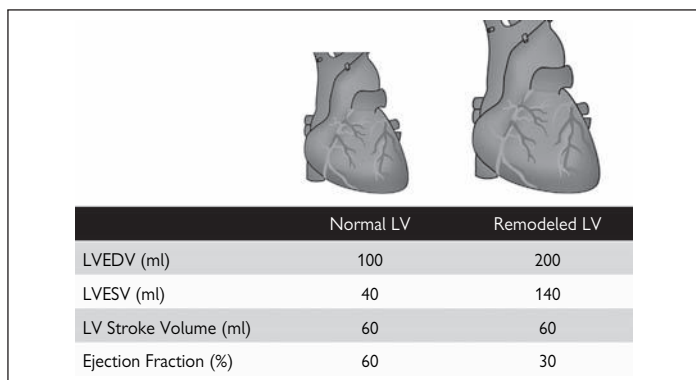 Normal LV Remodeled LV
LVEDV (ml) 100 200
LVESV (ml) 40 140
LV Stroke Volume (ml) 60 60
Ejection Fraction (%) 60 30